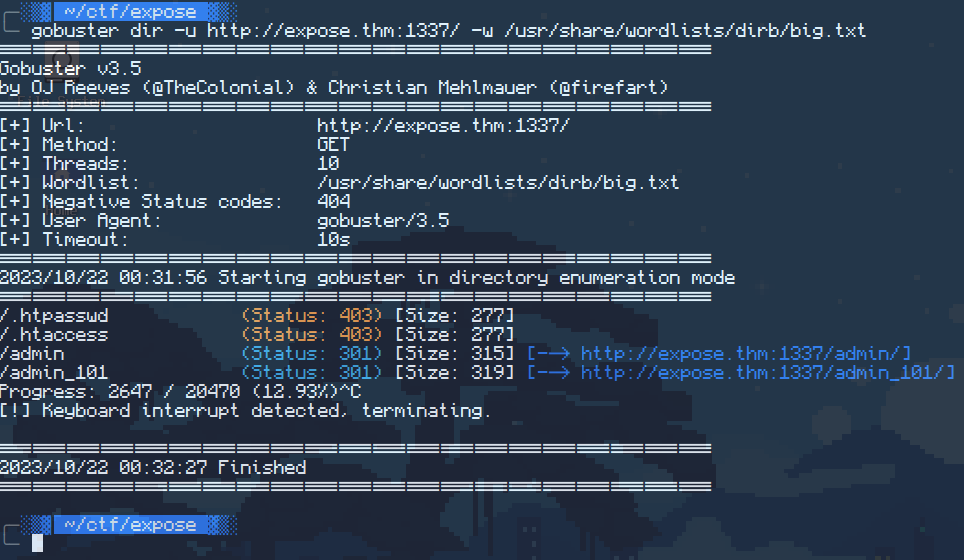 ~/ctf/expose
gobuster dir -u http://expose.thm:1337/ -w /usr/share/wordlists/dirb/big.txt
===============================================================
Gobuster v3.5
by OJ Reeves (@TheColonial) & Christian Mehlmauer (@firefart)
===============================================================
[+] Url:                     http://expose.thm:1337/
[+] Method:                  GET
[+] Threads:                 10
[+] Wordlist:                /usr/share/wordlists/dirb/big.txt
[+] Negative Status codes:   404
[+] User Agent:              gobuster/3.5
[+] Timeout:                 10s
===============================================================
2023/10/22 00:31:56 Starting gobuster in directory enumeration mode
===============================================================
/.htpasswd            (Status: 403) [Size: 277]
/.htaccess            (Status: 403) [Size: 277]
/admin                (Status: 301) [Size: 315] [--> http://expose.thm:1337/admin/]
/admin_101            (Status: 301) [Size: 319] [--> http://expose.thm:1337/admin_101/]
Progress: 2647 / 20470 (12.93%)^C
[!] Keyboard interrupt detected, terminating.
===============================================================
2023/10/22 00:32:27 Finished
===============================================================
~/ctf/expose